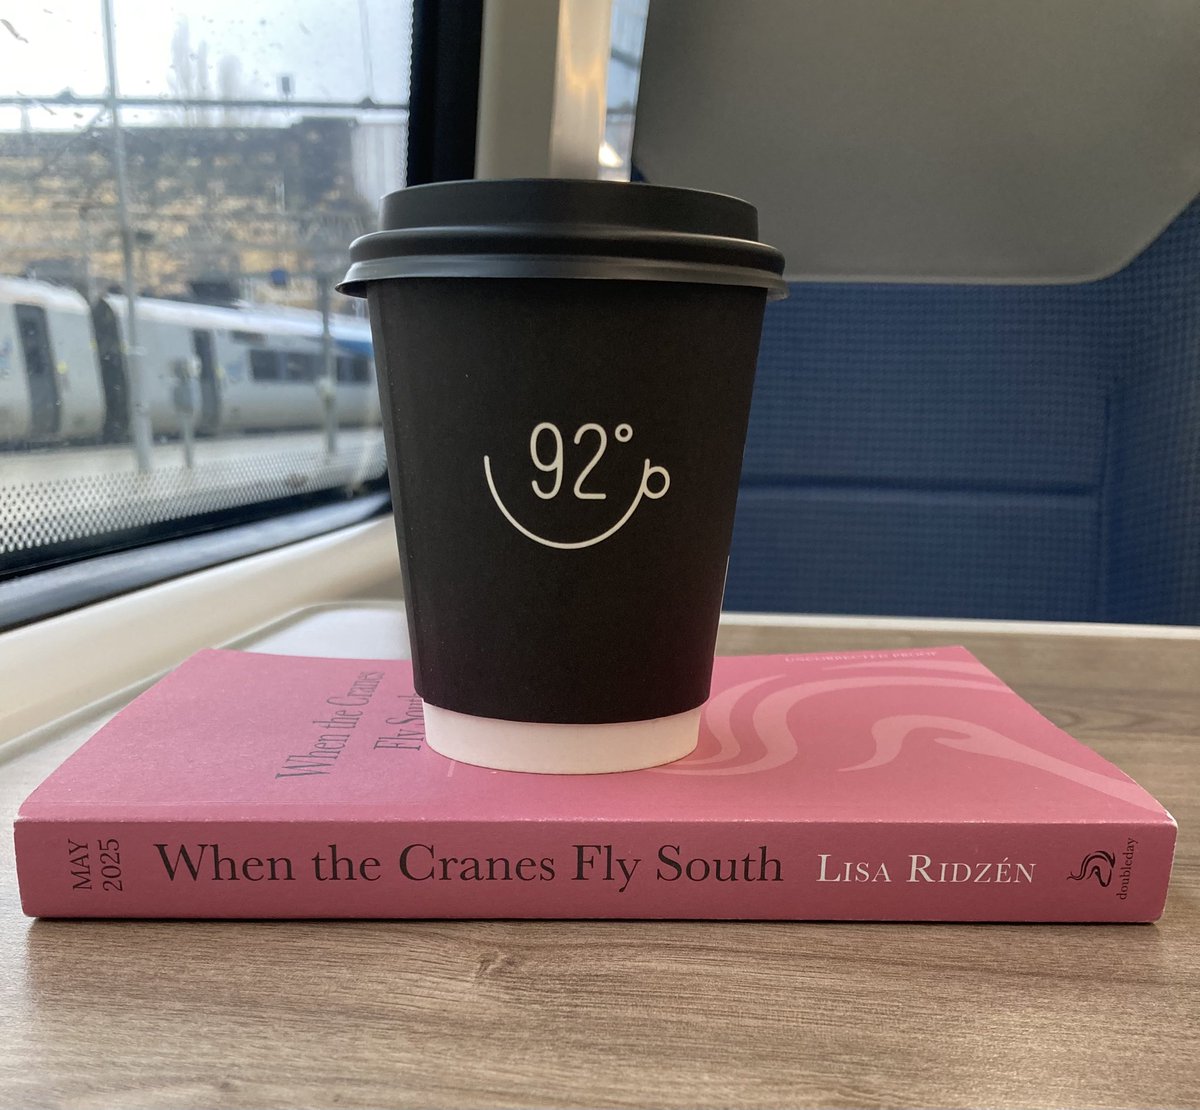 92°
UNCORRECTED PROOF
When the Cranes
Fly South
MAY
2025
When the Cranes Fly South
LISA RIDZÉN
doubleday